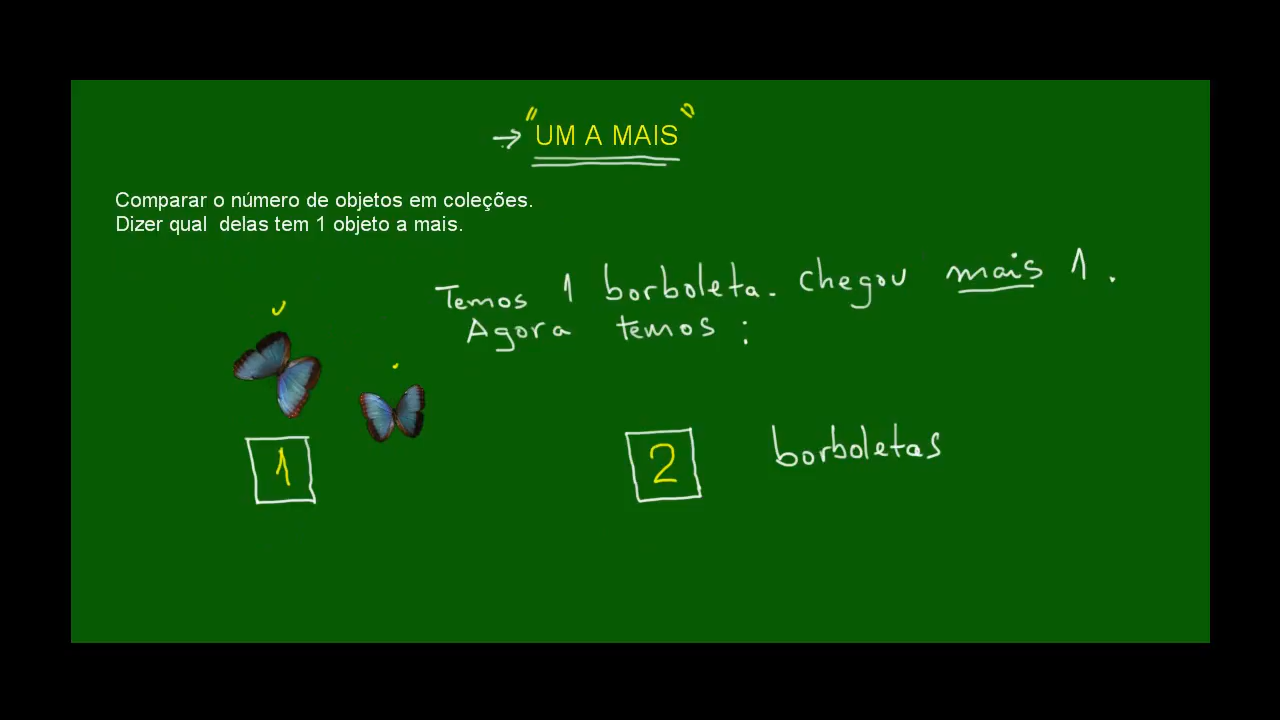 → "UM A MAIS"
Comparar o número de objetos em coleções.
Dizer qual delas tem 1 objeto a mais.
Temos 1 borboleta. chegou mais 1.
Agora temos:
1
2 borboletas